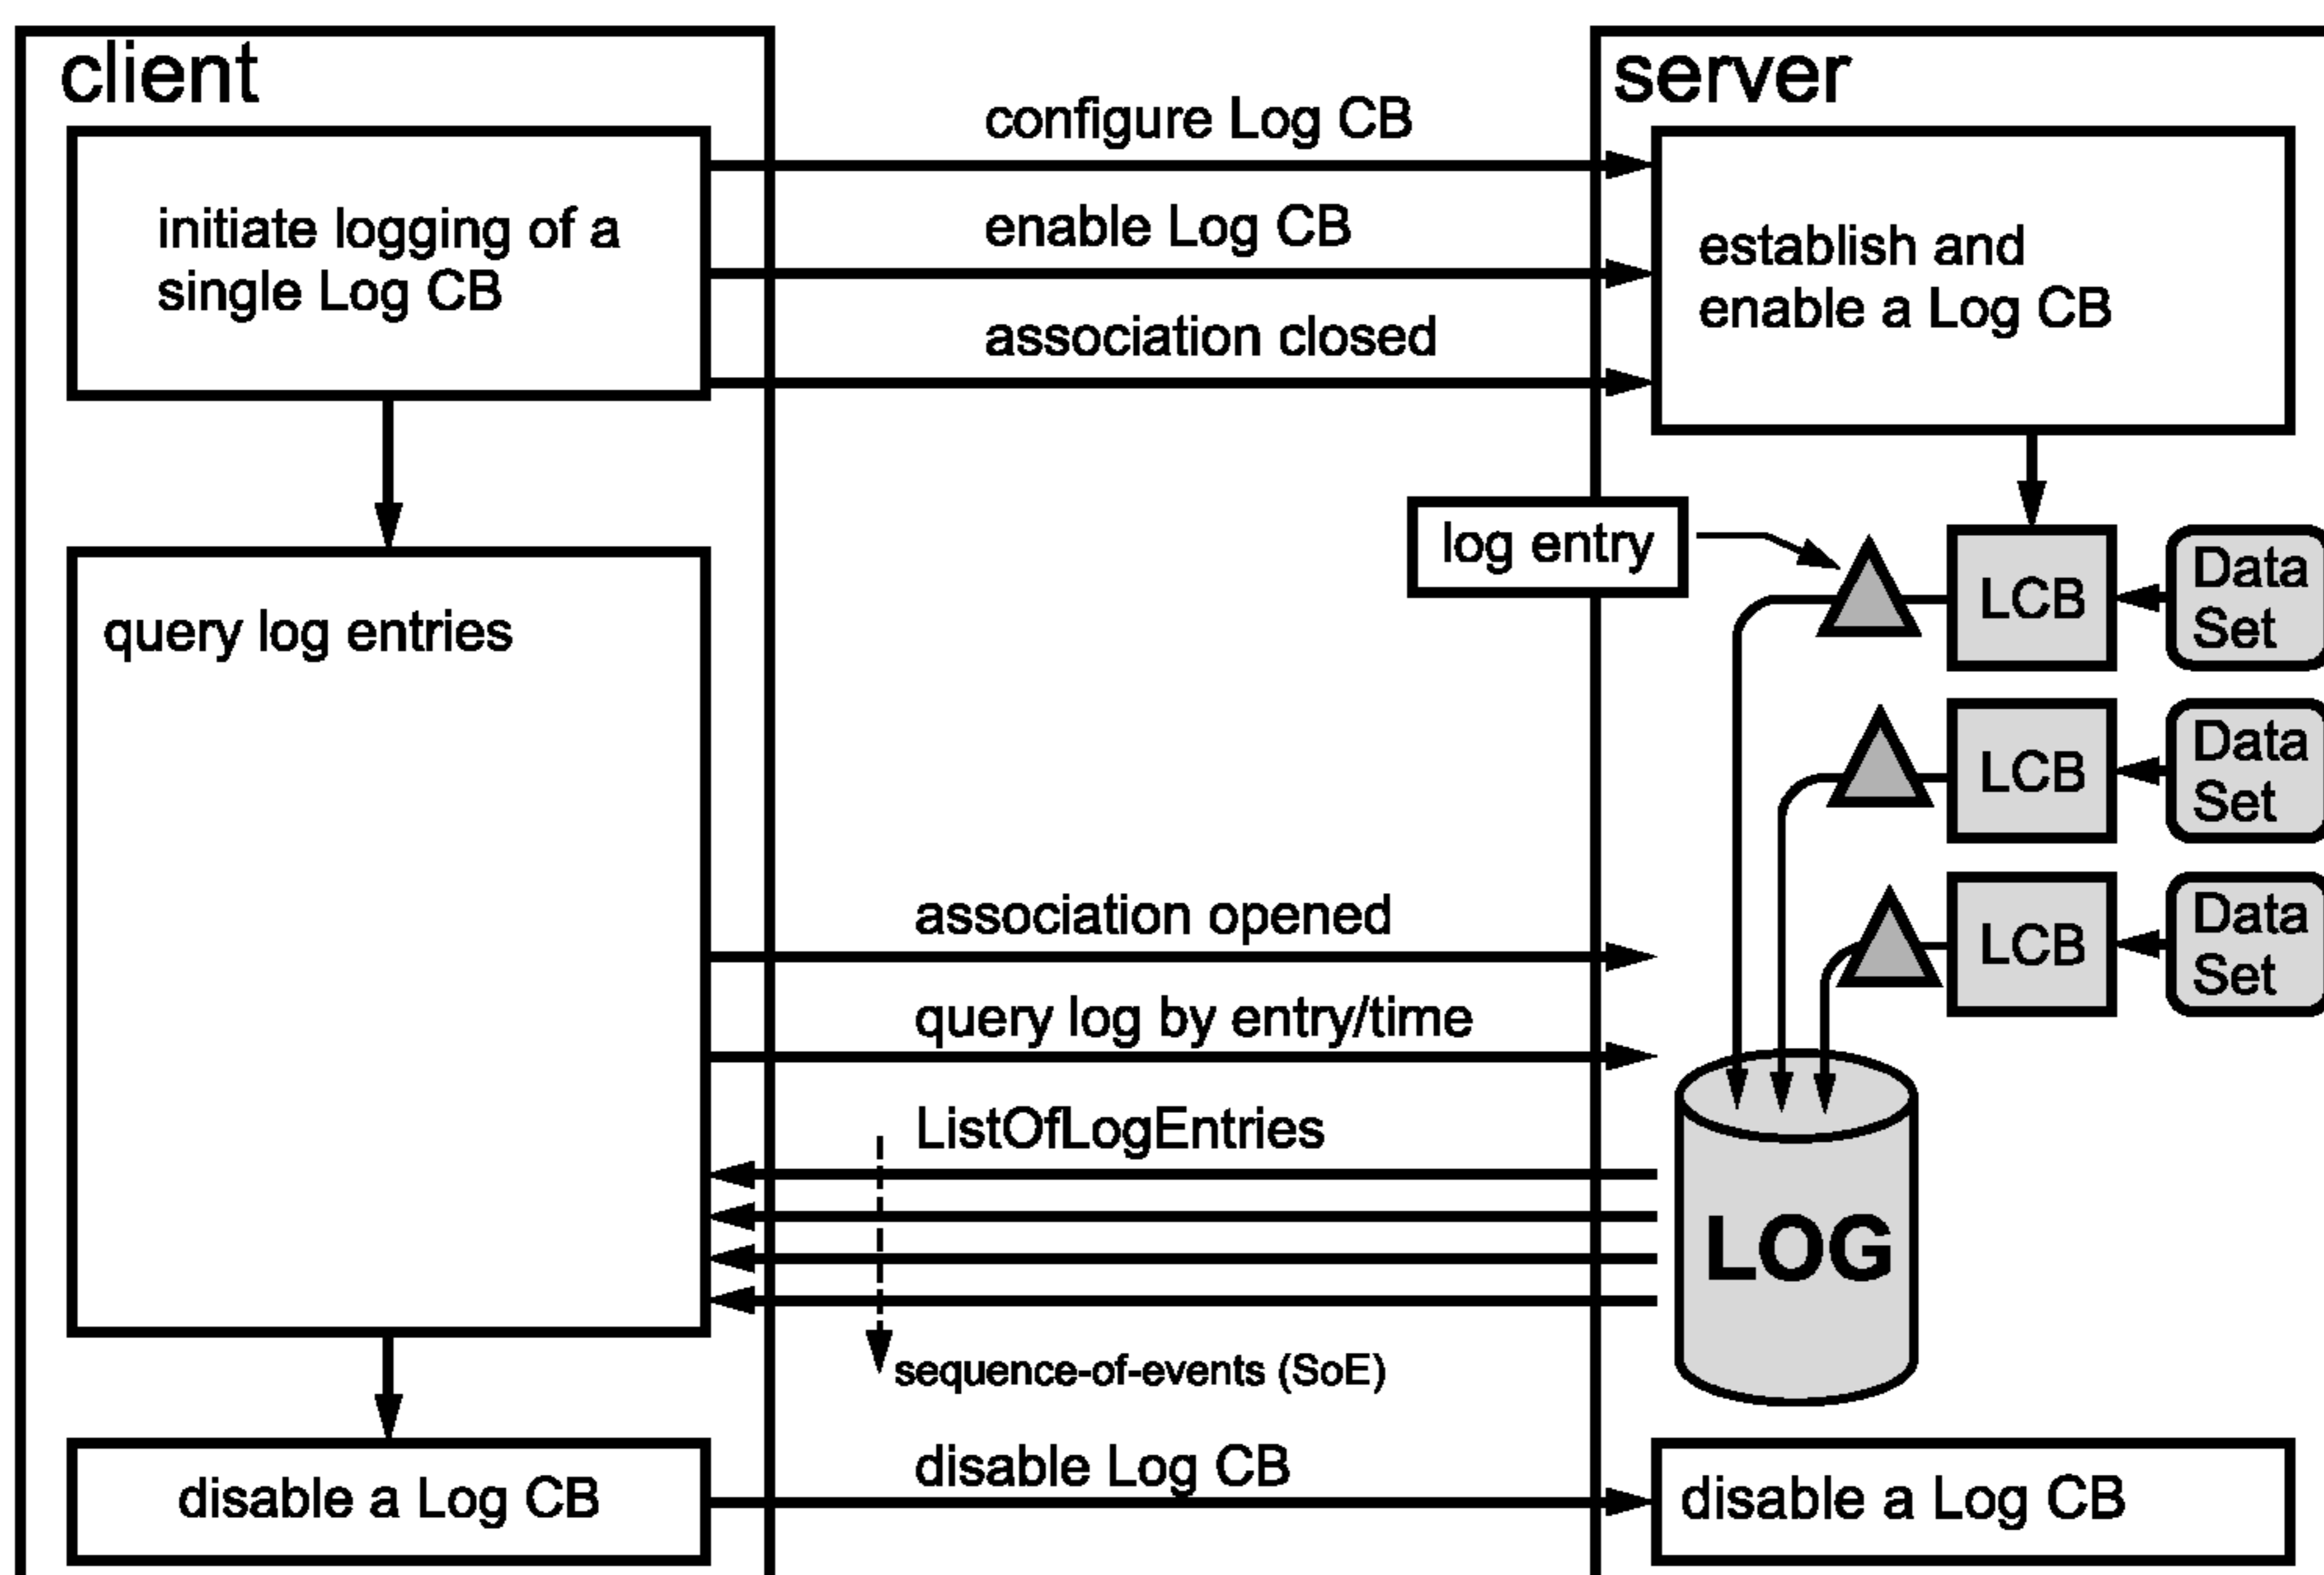 client
server
configure Log CB
initiate logging of a
single Log CB
enable Log CB
establish and
enable a Log CB
association closed
log entry
LCB
Data
Set
query log entries
LCB
Data
Set
association opened
LCB
Data
Set
query log by entry/time
ListOfLogEntries
LOG
sequence-of-events (SoE)
disable a Log CB
disable Log CB
disable a Log CB